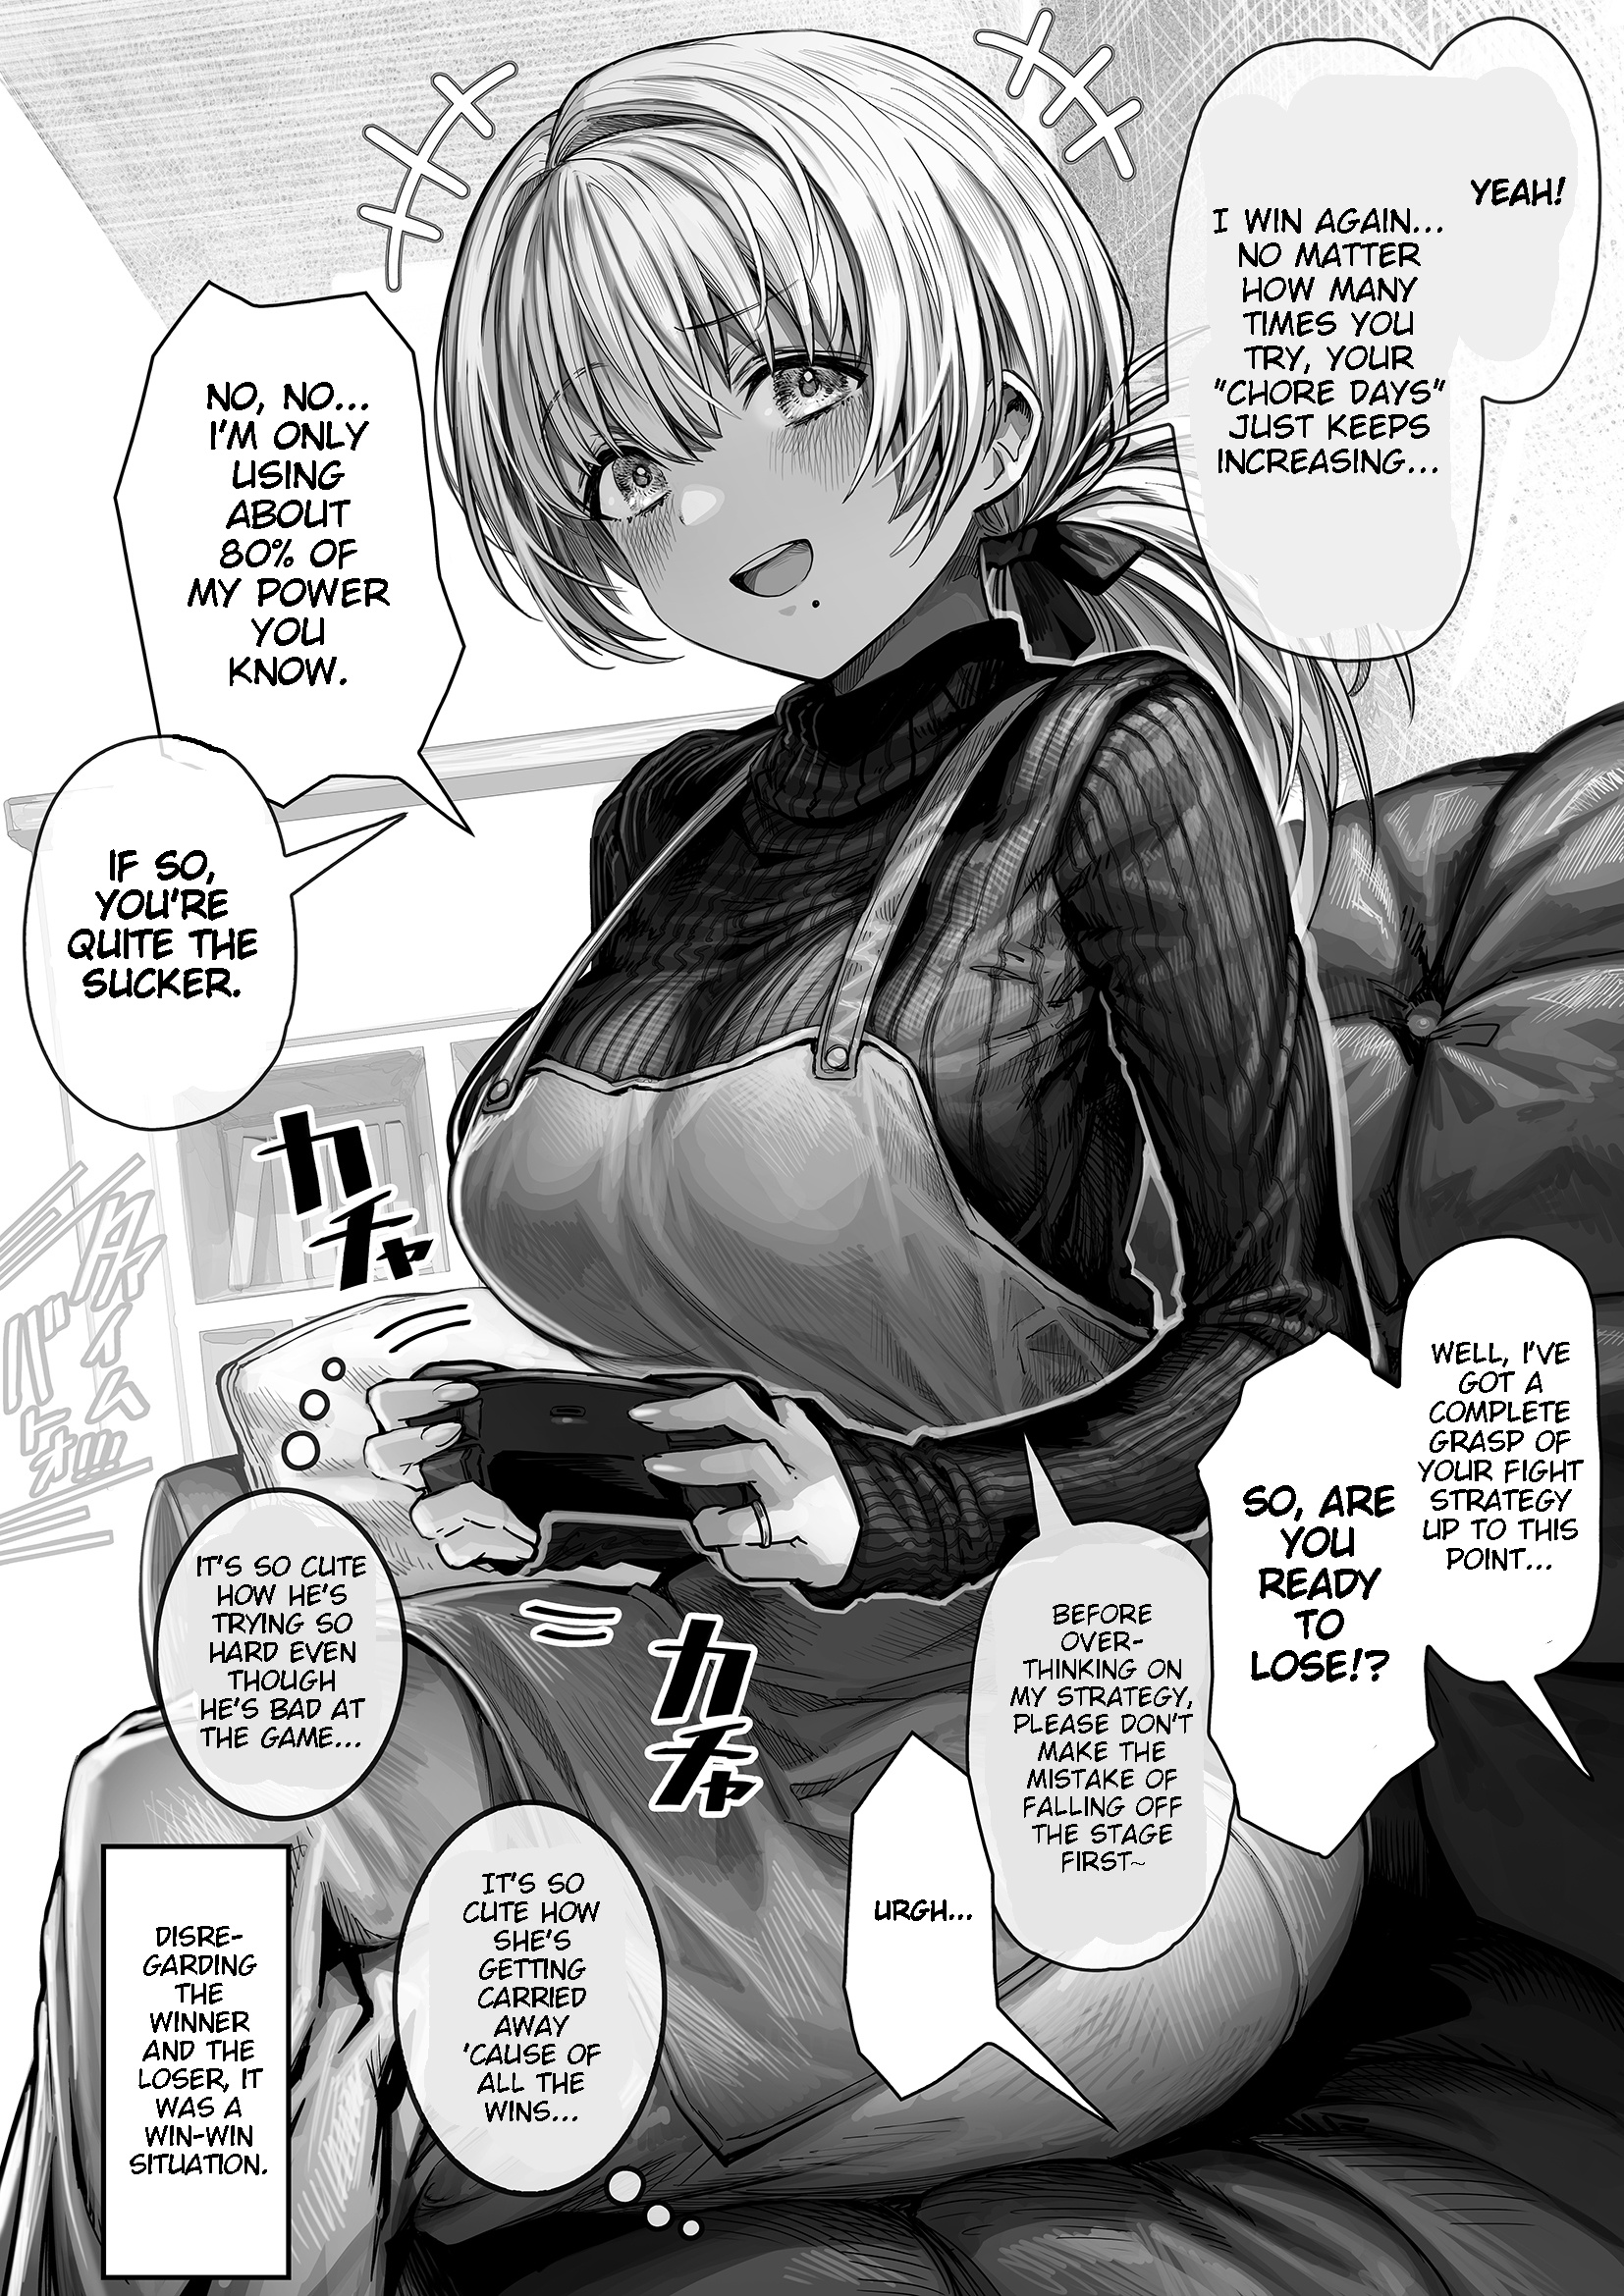 YEAH!
I WIN AGAIN...
NO MATTER
HOW MANY
TIMES YOU
TRY, YOUR
"CHORE DAYS"
JUST KEEPS
INCREASING...
NO, NO...
I'M ONLY
USING
ABOUT
80% OF
MY POWER
YOU
KNOW.
IF SO,
YOU'RE
QUITE THE
SUCKER.
カチャ
タイムバトォ!!!
WELL, I'VE
GOT A
COMPLETE
GRASP OF
YOUR FIGHT
STRATEGY
UP TO THIS
POINT...
SO, ARE
YOU
READY
TO
LOSE!?
BEFORE
OVER-
THINKING ON
MY STRATEGY,
PLEASE DON'T
MAKE THE
MISTAKE OF
FALLING OFF
THE STAGE
FIRST~
URGH...
カチャ
IT'S SO CUTE
HOW HE'S
TRYING SO
HARD EVEN
THOUGH
HE'S BAD AT
THE GAME...
IT'S SO
CUTE HOW
SHE'S
GETTING
CARRIED
AWAY
'CAUSE OF
ALL THE
WINS...
DISRE-
GARDING
THE
WINNER
AND THE
LOSER, IT
WAS A
WIN-WIN
SITUATION.